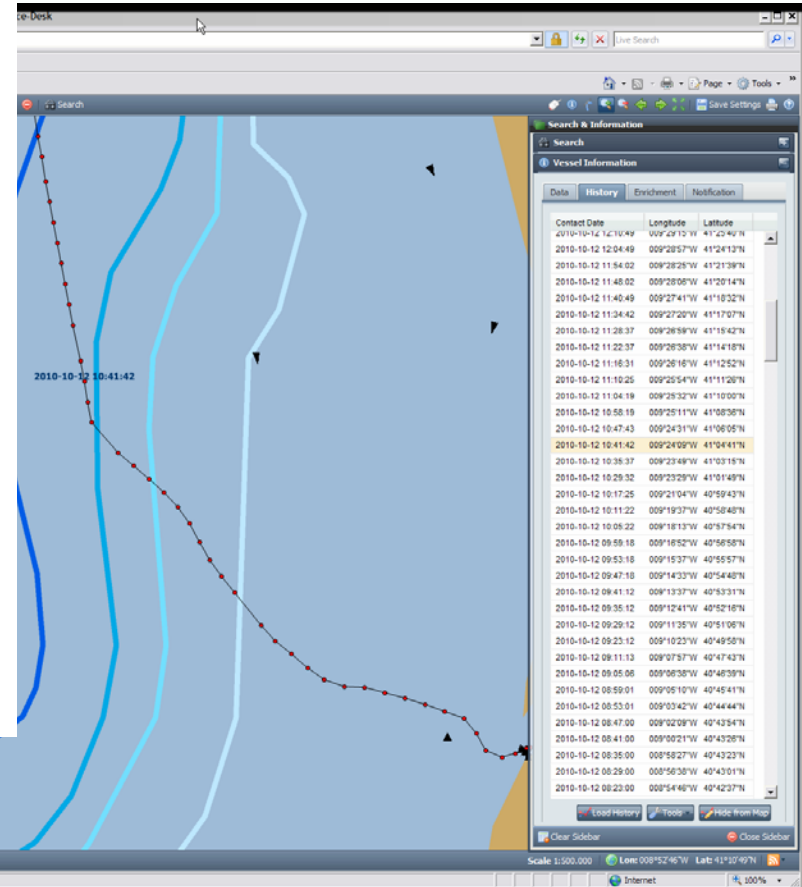 ce-Desk
Live Search
Page Tools
Search Save Settings
Search & Information
Search
Vessel Information
Data History Enrichment Notification
Contact Date Longitude Latitude
2010-10-12 12:10:49 009°29'15"W 41°25'40"N
2010-10-12 12:04:49 009°28'57"W 41°24'13"N
2010-10-12 11:54:02 009°28'25"W 41°21'39"N
2010-10-12 11:48:02 009°28'06"W 41°20'14"N
2010-10-12 11:40:49 009°27'41"W 41°18'32"N
2010-10-12 11:34:42 009°27'20"W 41°17'07"N
2010-10-12 11:28:37 009°26'59"W 41°15'42"N
2010-10-12 11:22:37 009°26'38"W 41°14'18"N
2010-10-12 11:16:31 009°26'16"W 41°12'52"N
2010-10-12 11:10:25 009°25'54"W 41°11'26"N
2010-10-12 11:04:19 009°25'32"W 41°10'00"N
2010-10-12 10:58:19 009°25'11"W 41°08'36"N
2010-10-12 10:47:43 009°24'31"W 41°06'05"N
2010-10-12 10:41:42 009°24'09"W 41°04'41"N
2010-10-12 10:35:37 009°23'49"W 41°03'15"N
2010-10-12 10:29:32 009°23'29"W 41°01'49"N
2010-10-12 10:17:25 009°21'04"W 40°59'43"N
2010-10-12 10:11:22 009°19'37"W 40°58'48"N
2010-10-12 10:05:22 009°18'13"W 40°57'54"N
2010-10-12 09:59:18 009°16'52"W 40°56'58"N
2010-10-12 09:53:18 009°15'37"W 40°55'57"N
2010-10-12 09:47:18 009°14'33"W 40°54'48"N
2010-10-12 09:41:12 009°13'37"W 40°53'31"N
2010-10-12 09:35:12 009°12'41"W 40°52'16"N
2010-10-12 09:29:12 009°11'35"W 40°51'06"N
2010-10-12 09:23:12 009°10'23"W 40°49'58"N
2010-10-12 09:11:13 009°07'57"W 40°47'43"N
2010-10-12 09:05:06 009°06'38"W 40°46'39"N
2010-10-12 08:59:01 009°05'10"W 40°45'41"N
2010-10-12 08:53:01 009°03'42"W 40°44'44"N
2010-10-12 08:47:00 009°02'09"W 40°43'54"N
2010-10-12 08:41:00 009°00'21"W 40°43'26"N
2010-10-12 08:35:00 008°58'27"W 40°43'23"N
2010-10-12 08:29:00 008°56'38"W 40°43'01"N
2010-10-12 08:23:00 008°54'46"W 40°42'37"N
2010-10-12 10:41:42
Load History Tools Hide from Map
Clear Sidebar Close Sidebar
Scale 1:500.000 Lon: 008°52'46"W Lat: 41°10'49"N
Internet 100%